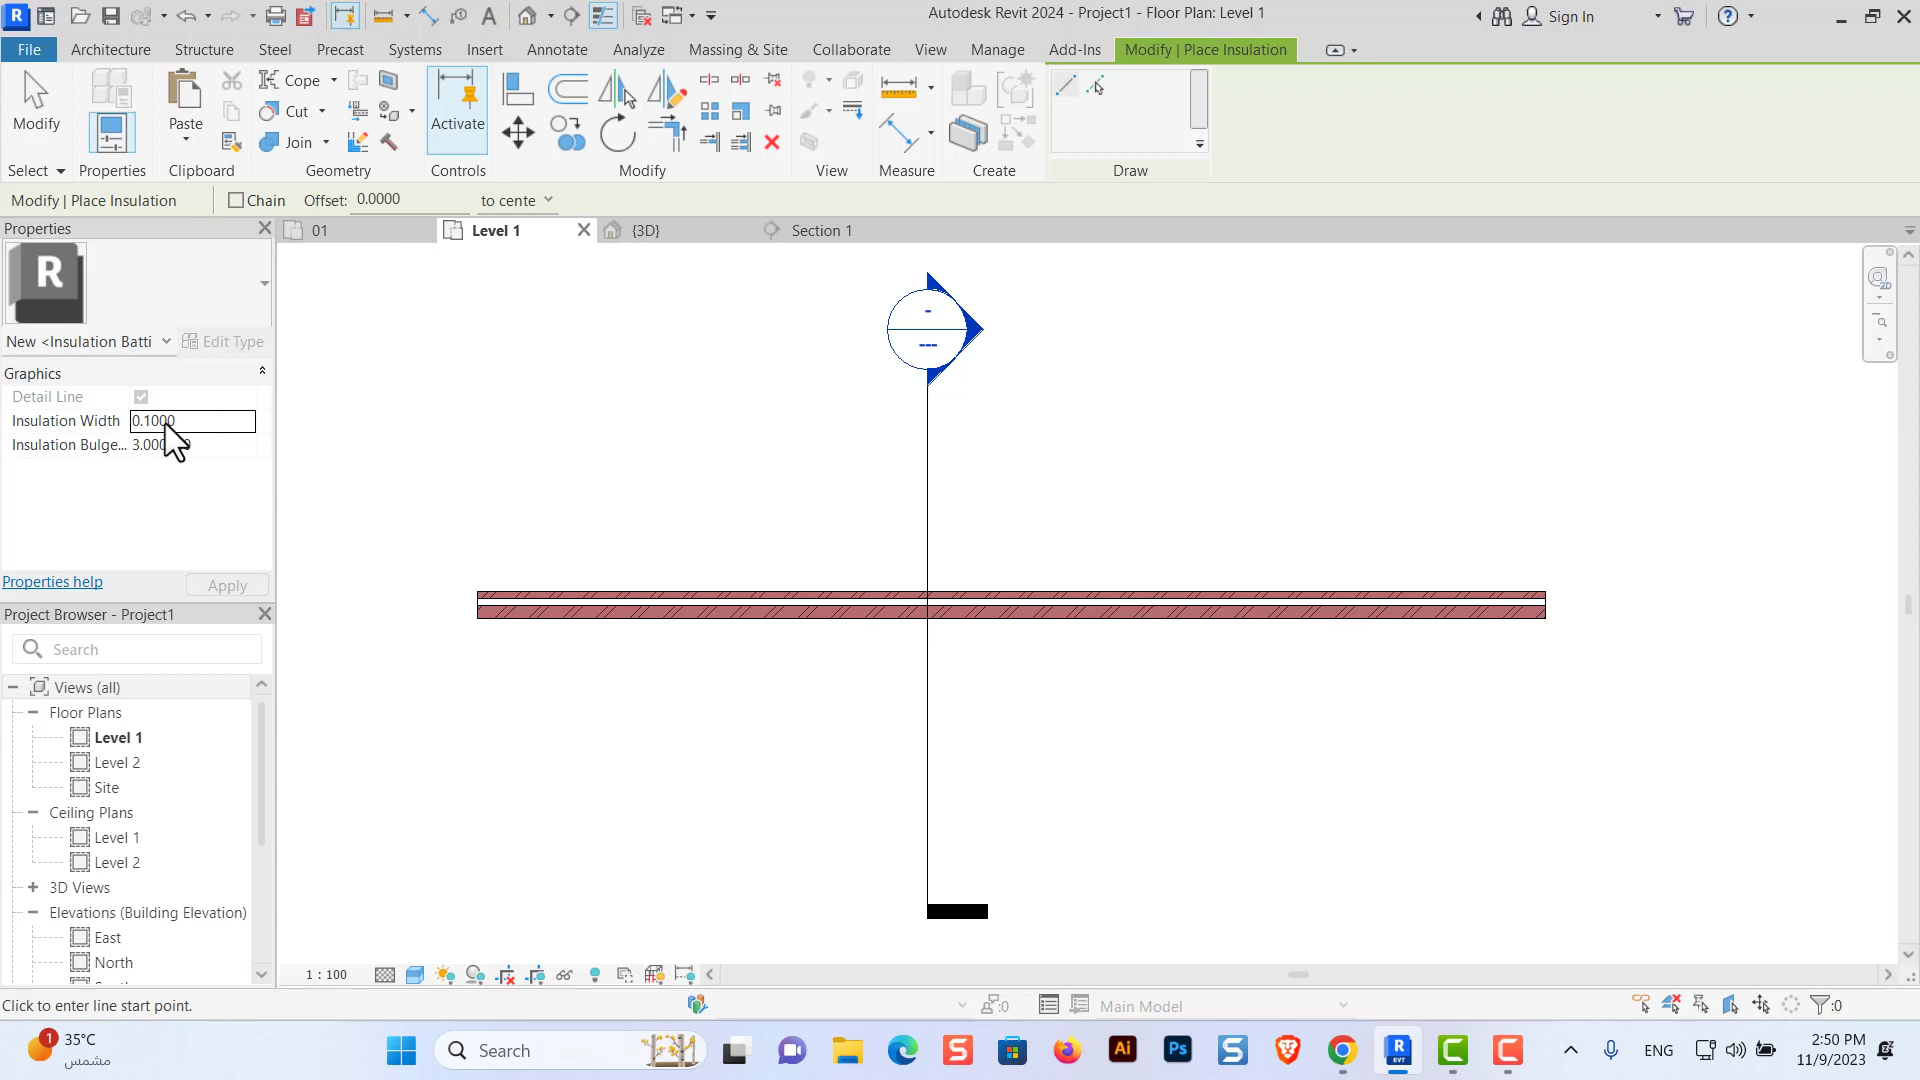 Autodesk Revit 2024 - Project1 - Floor Plan: Level 1
Sign In
File
Architecture
Structure
Steel
Precast
Systems
Insert
Annotate
Analyze
Massing & Site
Collaborate
View
Manage
Add-Ins
Modify | Place Insulation
Modify
Paste
Cope
Cut
Join
Activate
Select
Properties
Clipboard
Geometry
Controls
Modify
View
Measure
Create
Draw
Modify | Place Insulation
Chain
Offset:
0.0000
to cente
Properties
01
Level 1
{3D}
Section 1
R
New <Insulation Batti
Edit Type
Graphics
Detail Line
Insulation Width
0.1000
Insulation Bulge...
Properties help
Apply
Project Browser - Project1
Search
Views (all)
Floor Plans
Level 1
Level 2
Site
Ceiling Plans
Level 1
Level 2
3D Views
Elevations (Building Elevation)
East
North
-
---
1 : 100
Click to enter line start point.
:0
Main Model
:0
1
35°C
مشمس
Search
Ai
Ps
ENG
2:50 PM
11/9/2023